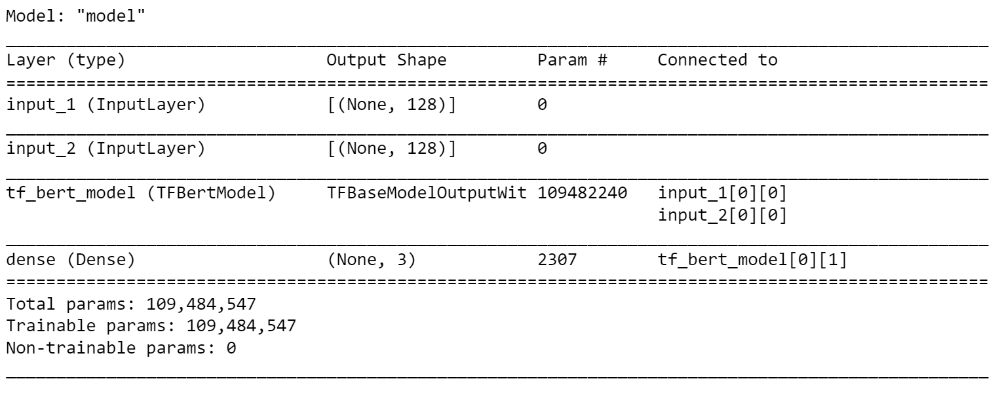 Model: "model"
__________________________________________________________________________________________________
Layer (type)                    Output Shape         Param #     Connected to
==================================================================================================
input_1 (InputLayer)            [(None, 128)]        0
__________________________________________________________________________________________________
input_2 (InputLayer)            [(None, 128)]        0
__________________________________________________________________________________________________
tf_bert_model (TFBertModel)     TFBaseModelOutputWit 109482240   input_1[0][0]
                                                                 input_2[0][0]
__________________________________________________________________________________________________
dense (Dense)                   (None, 3)            2307        tf_bert_model[0][1]
==================================================================================================
Total params: 109,484,547
Trainable params: 109,484,547
Non-trainable params: 0
__________________________________________________________________________________________________